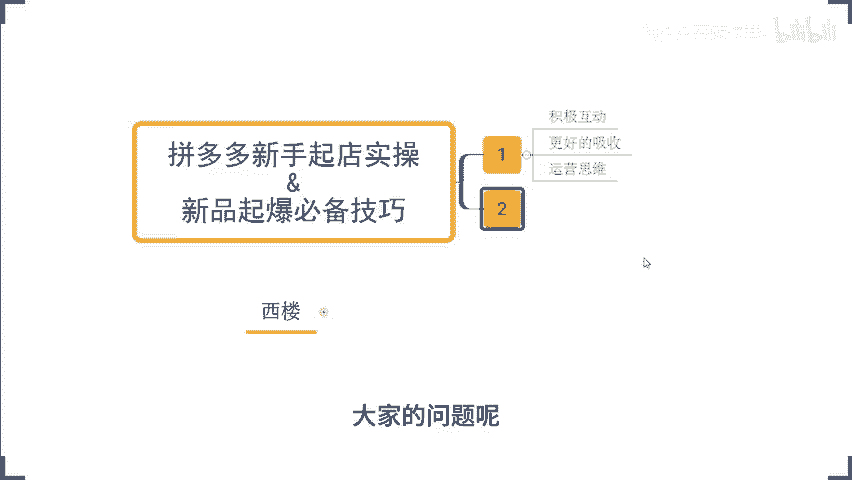 bilibili
拼多多新手起店实操
&
新品起爆必备技巧
1
积极互动
更好的吸收
运营思维
2
西楼
大家的问题呢